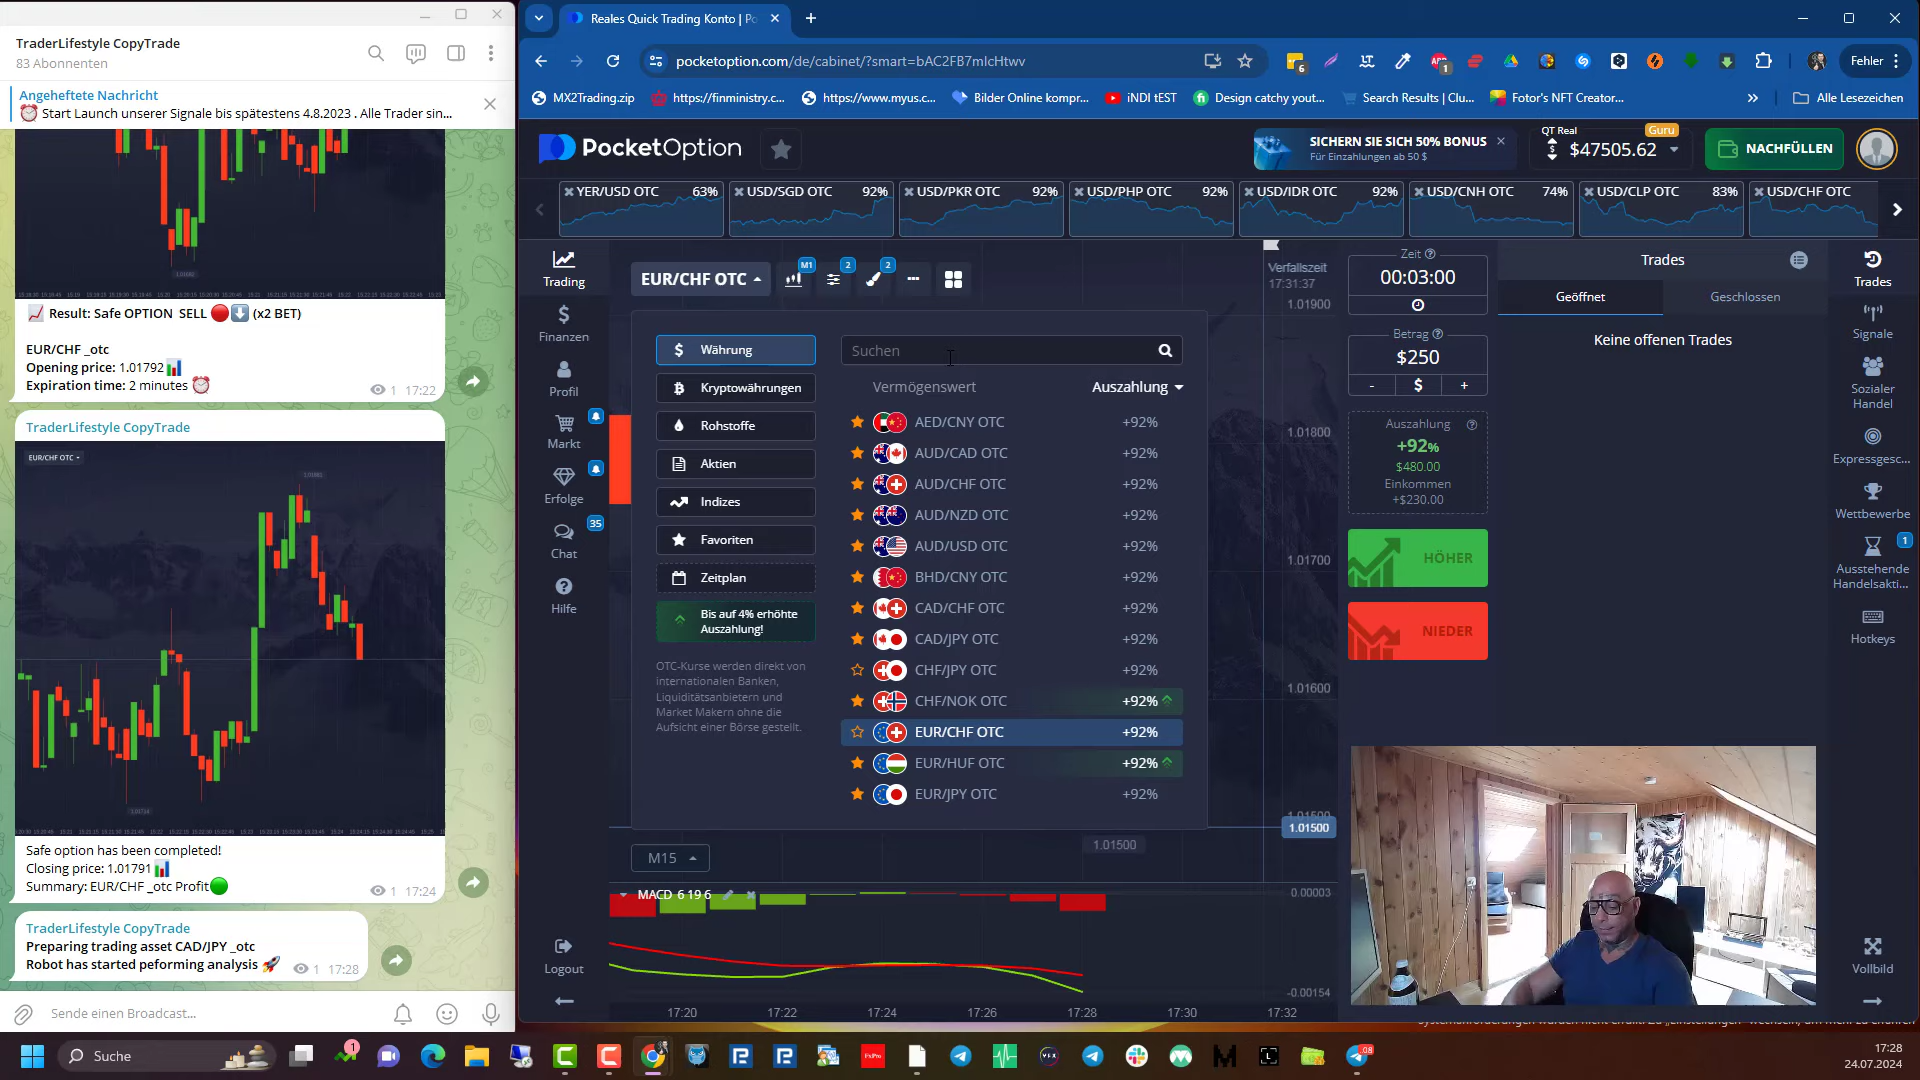 TraderLifestyle CopyTrade
83 Abonnenten
Angeheftete Nachricht
Start Launch unserer Signale bis spätestens 4.8.2023 . Alle Trader sin...
Result: Safe OPTION SELL (x2 BET)
EUR/CHF _otc
Opening price: 1.01792
Expiration time: 2 minutes
1 17:22
TraderLifestyle CopyTrade
EUR/CHF OTC
Safe option has been completed!
Closing price: 1.01791
Summary: EUR/CHF _otc Profit
1 17:24
TraderLifestyle CopyTrade
Preparing trading asset CAD/JPY _otc
Robot has started peforming analysis
1 17:28
Sende einen Broadcast...
Reales Quick Trading Konto | Po
pocketoption.com/de/cabinet/?smart=bAC2FB7mlcHtwv
6
1
Fehler
MX2Trading.zip
https://finministry.c...
https://www.myus.c...
Bilder Online kompr...
iNDI tEST
Design catchy yout...
Search Results | Clu...
Fotor's NFT Creator...
Alle Lesezeichen
PocketOption
SICHERN SIE SICH 50% BONUS
Für Einzahlungen ab 50 $
QT Real
Guru
$47505.62
NACHFÜLLEN
YER/USD OTC 63%
USD/SGD OTC 92%
USD/PKR OTC 92%
USD/PHP OTC 92%
USD/IDR OTC 92%
USD/CNH OTC 74%
USD/CLP OTC 83%
USD/CHF OTC
Trading
Finanzen
Profil
Markt
Erfolge
35
Chat
Hilfe
Logout
EUR/CHF OTC
M1
2
2
Währung
Kryptowährungen
Rohstoffe
Aktien
Indizes
Favoriten
Zeitplan
Bis auf 4% erhöhte
Auszahlung!
OTC-Kurse werden direkt von
internationalen Banken,
Liquiditätsanbietern und
Market Makern ohne die
Aufsicht einer Börse gestellt.
Suchen
Vermögenswert
Auszahlung
AED/CNY OTC +92%
AUD/CAD OTC +92%
AUD/CHF OTC +92%
AUD/NZD OTC +92%
AUD/USD OTC +92%
BHD/CNY OTC +92%
CAD/CHF OTC +92%
CAD/JPY OTC +92%
CHF/JPY OTC +92%
CHF/NOK OTC +92%
EUR/CHF OTC +92%
EUR/HUF OTC +92%
EUR/JPY OTC +92%
Verfallszeit
17:31:37
1.01900
1.01800
1.01700
1.01600
1.01500
1.01500
M15
MACD 6 19 6
0.00003
-0.00154
17:20
17:22
17:24
17:26
17:28
17:30
17:32
Zeit
00:03:00
Betrag
$250
-
$
+
Auszahlung
+92%
$480.00
Einkommen
+$230.00
HÖHER
NIEDER
Trades
Geöffnet
Geschlossen
Keine offenen Trades
Trades
Signale
Sozialer
Handel
Expressgesc...
Wettbewerbe
1
Ausstehende
Handelsakti...
Hotkeys
Vollbild
Suche
1
FxPro
17:28
24.07.2024